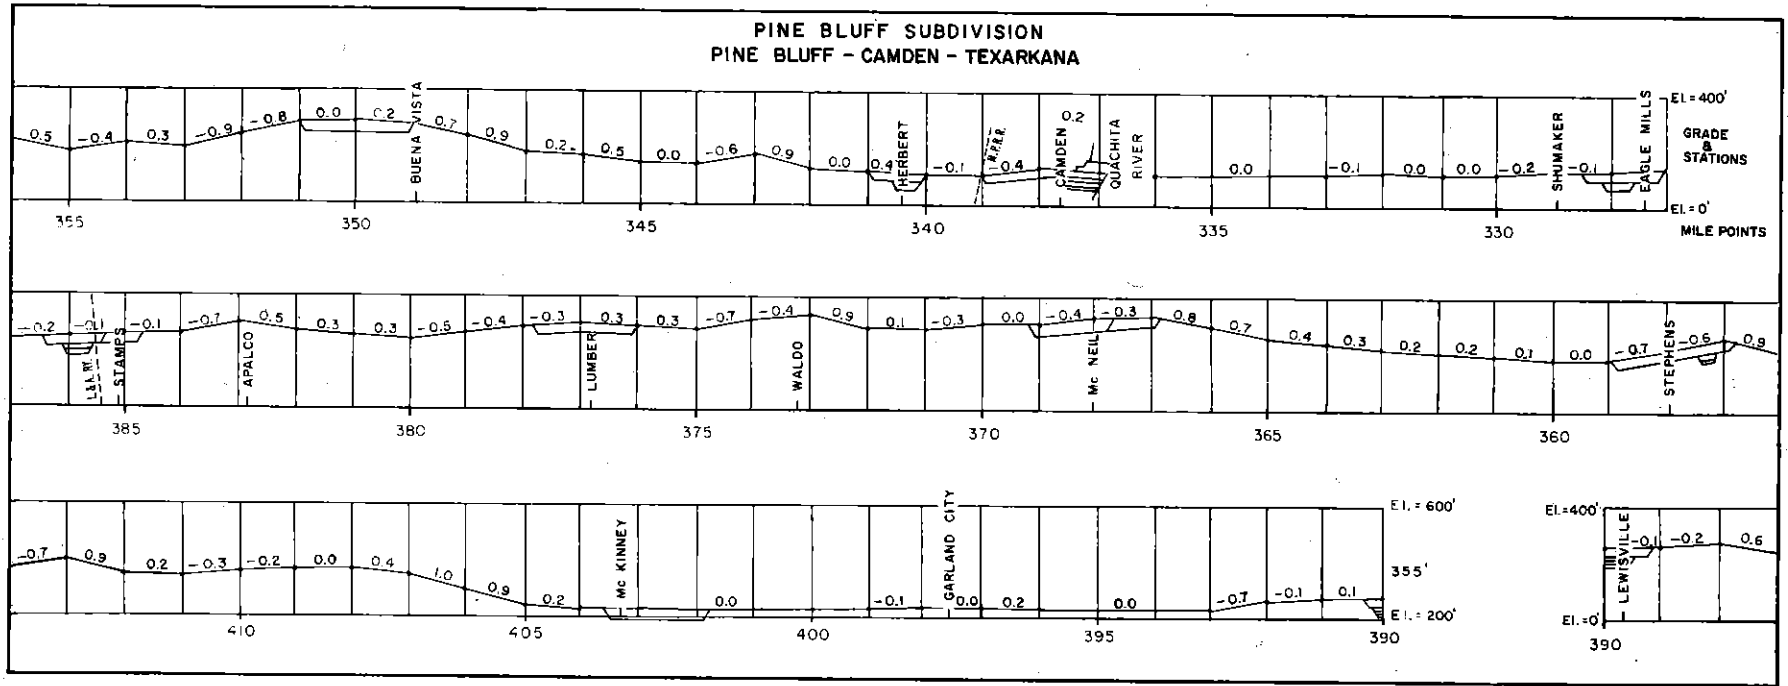 PINE BLUFF SUBDIVISION
PINE BLUFF - CAMDEN - TEXARKANA
0.5 -0.4 0.3 -0.9 -0.8 0.0 0.2 0.7 0.9 0.2 0.5 0.0 -0.6 0.9 0.0 0.4 -0.1 -0.4 0.2 0.0 0.0 -0.1 0.0 0.0 -0.2 -0.1
BUENA VISTA
HERBERT
M.P.R.R.
CAMDEN
QUACHITA RIVER
SHUMAKER
EAGLE MILLS
El.=400'
GRADE
&
STATIONS
El.=0'
355 350 345 340 335 330 MILE POINTS
-0.2 -0.1 -0.1 -0.7 0.5 0.3 0.3 -0.5 -0.4 -0.3 0.3 0.3 -0.7 -0.4 0.9 0.1 -0.3 0.0 -0.4 -0.3 0.8 0.7 0.4 0.3 0.2 0.2 0.1 0.0 -0.7 -0.6 0.9
L&A. RY.
STAMPS
APALCO
LUMBER
WALDO
Mc NEIL
STEPHENS
385 380 375 370 365 360
-0.7 0.9 0.2 -0.3 -0.2 0.0 0.4 1.0 0.9 0.2 0.0 -0.1 0.0 0.2 0.0 -0.7 -0.1 0.1
Mc KINNEY
GARLAND CITY
El. = 600'
355'
El. = 200'
410 405 400 395 390
El.=400'
LEWISVILLE
-0.1 -0.2 0.6
El.=0'
390